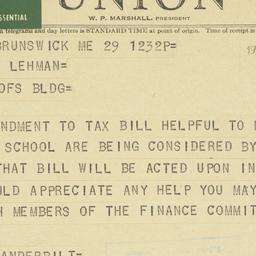 UNION
ESSENTIAL
W. P. MARSHALL, PRESIDENT
telegrams and day letters is STANDARD TIME at point of origin. Time of receipt
BRUNSWICK ME 29 1232P=
LEHMAN=
OFS BLDG=
NDMENT TO TAX BILL HELPFUL TO
SCHOOL ARE BEING CONSIDERED BY
THAT BILL WILL BE ACTED UPON IN
ULD APPRECIATE ANY HELP YOU MAY
MEMBERS OF THE FINANCE COMMIT
ANDERBILT=